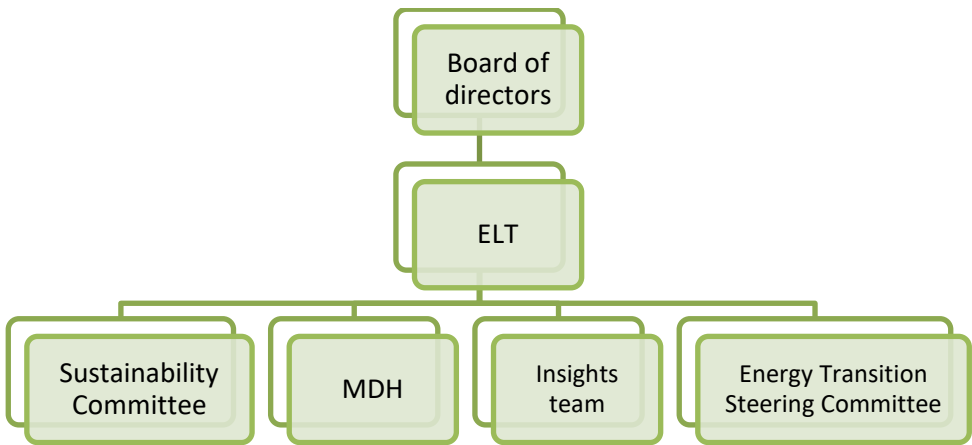 Board of
directors
ELT
Sustainability
Committee
MDH
Insights
team
Energy Transition
Steering Committee